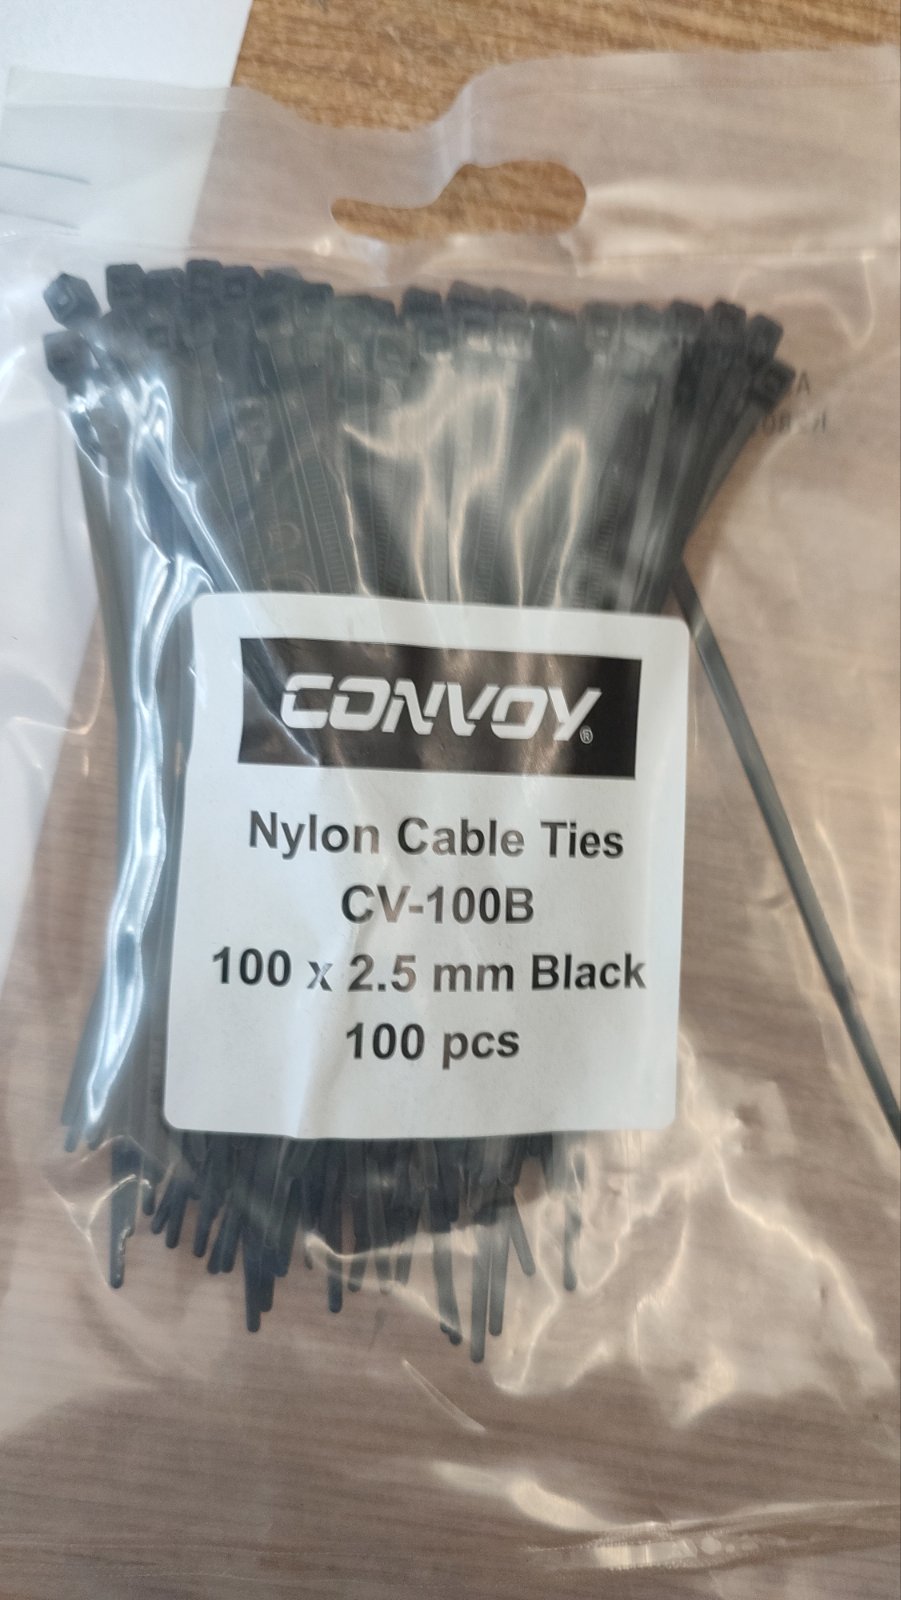 CONVOY®
Nylon Cable Ties
CV-100B
100 x 2.5 mm Black
100 pcs